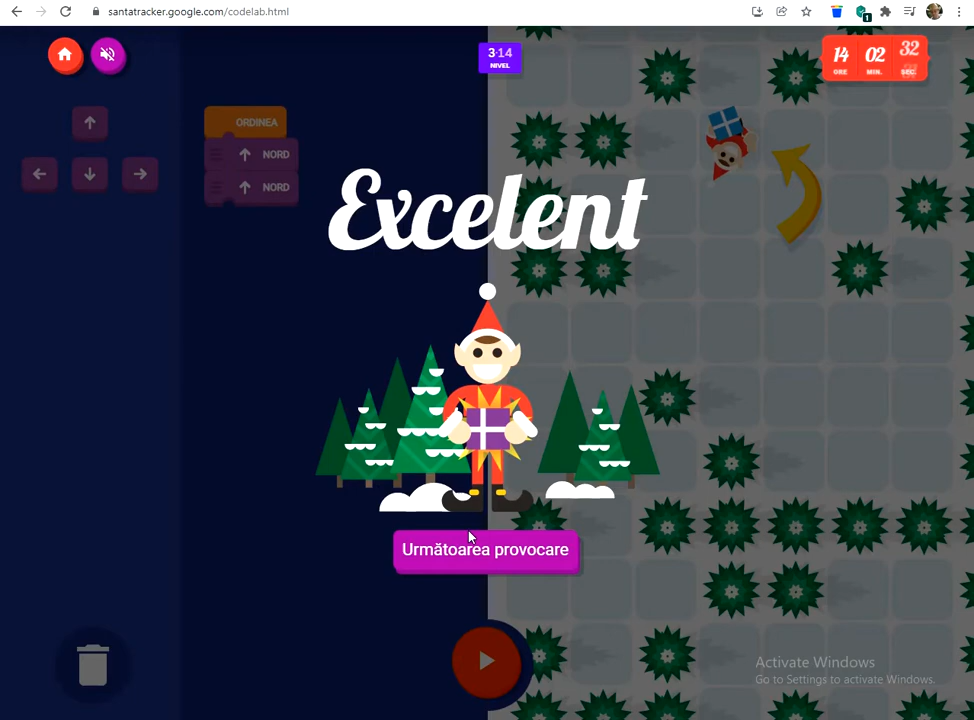 santatracker.google.com/codelab.html
1
3·14
NIVEL
14 02 32
ORE MIN. SEC.
ORDINEA
NORD
NORD
Excelent
Următoarea provocare
Activate Windows
Go to Settings to activate Windows.